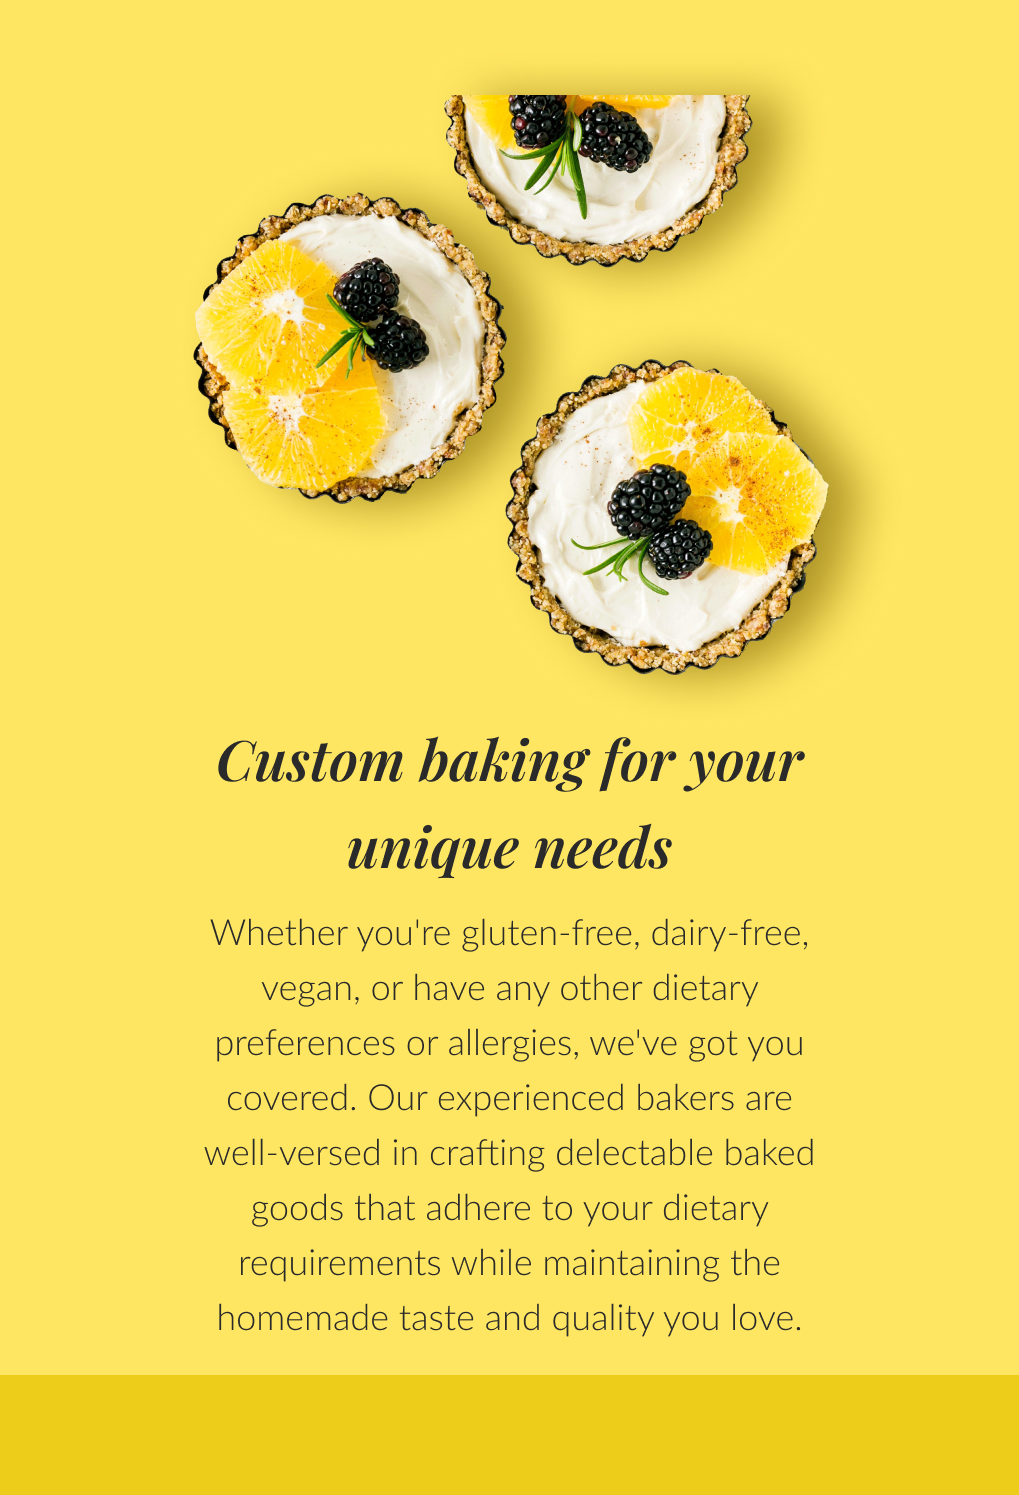 Custom baking for your
unique needs
Whether you're gluten-free, dairy-free,
vegan, or have any other dietary
preferences or allergies, we've got you
covered. Our experienced bakers are
well-versed in crafting delectable baked
goods that adhere to your dietary
requirements while maintaining the
homemade taste and quality you love.